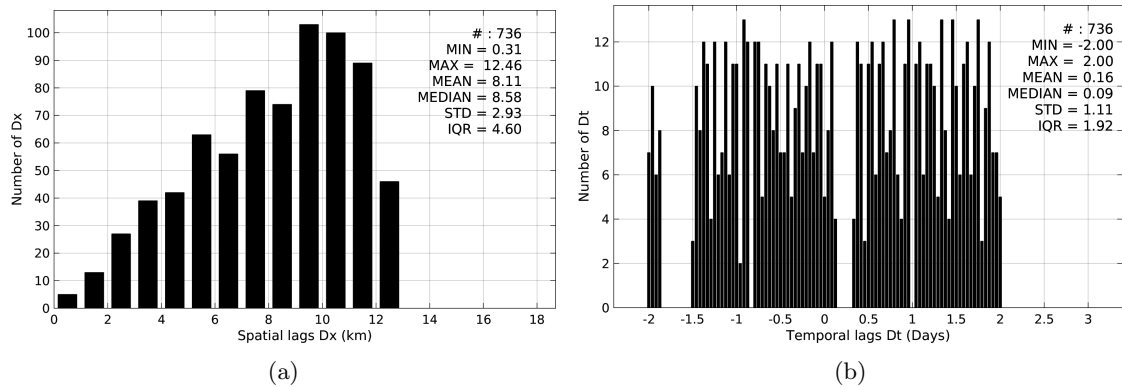 100
90
80
70
60
50
40
30
20
10
0
Number of Dx
# : 736
MIN = 0.31
MAX = 12.46
MEAN = 8.11
MEDIAN = 8.58
STD = 2.93
IQR = 4.60
0 2 4 6 8 10 12 14 16 18
Spatial lags Dx (km)
(a)
12
10
8
6
4
2
0
Number of Dt
# : 736
MIN = -2.00
MAX = 2.00
MEAN = 0.16
MEDIAN = 0.09
STD = 1.11
IQR = 1.92
-2 -1.5 -1 -0.5 0 0.5 1 1.5 2 2.5 3
Temporal lags Dt (Days)
(b)